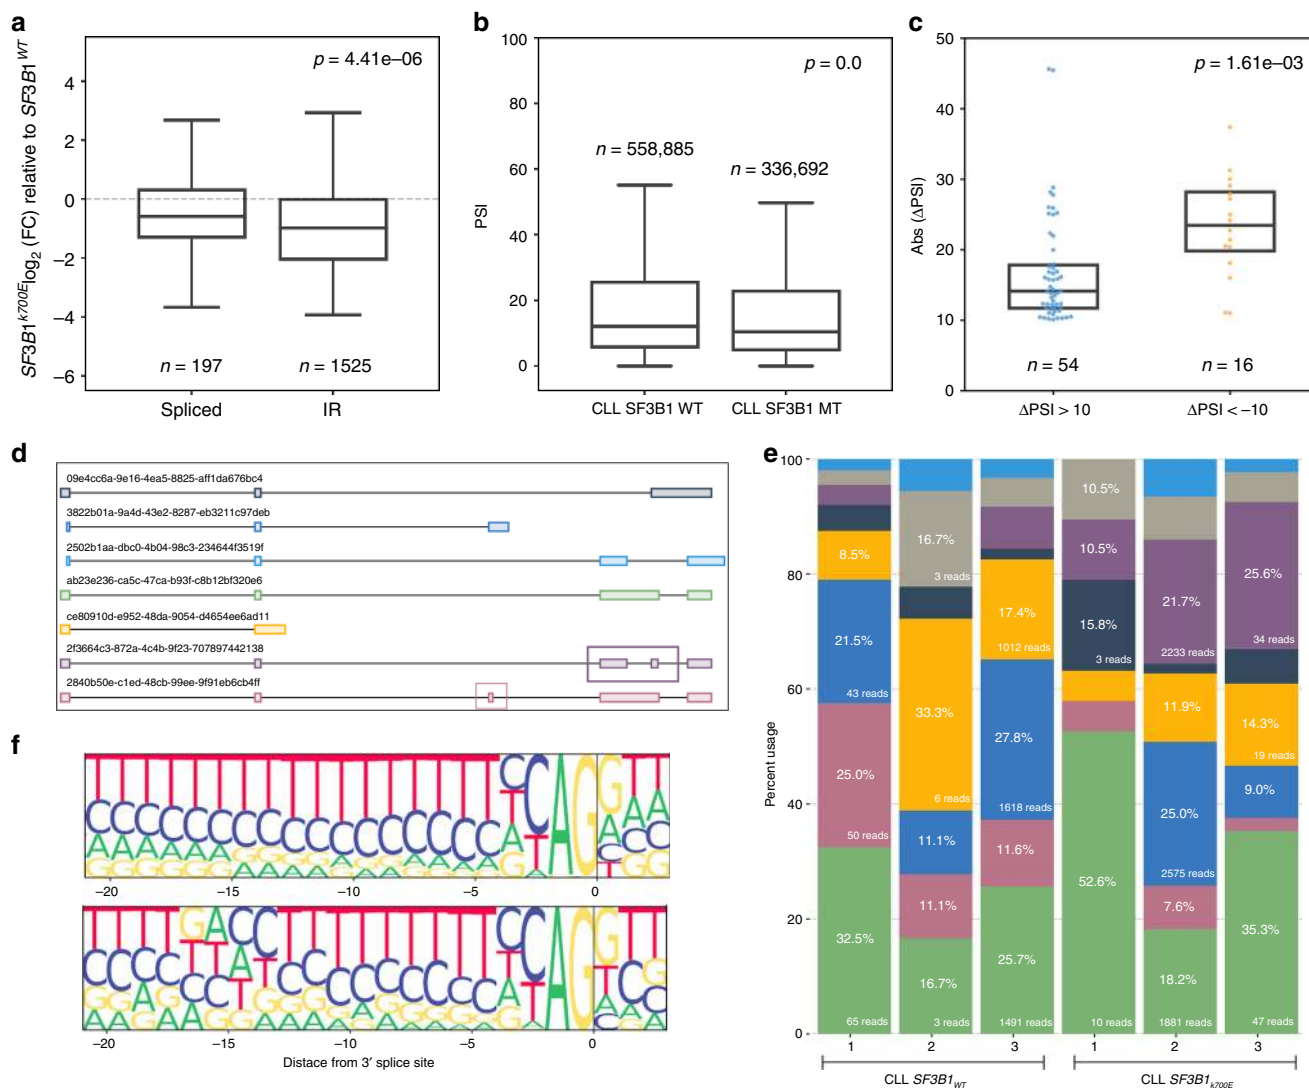 a
SF3B1^k700E log2 (FC) relative to SF3B1^WT
p = 4.41e–06
4
2
0
–2
–4
–6
n = 197
n = 1525
Spliced
IR
b
PSI
p = 0.0
100
80
60
40
20
0
n = 558,885
n = 336,692
CLL SF3B1 WT
CLL SF3B1 MT
c
Abs (ΔPSI)
p = 1.61e–03
50
40
30
20
10
0
n = 54
n = 16
ΔPSI > 10
ΔPSI < –10
d
09e4cc6a-9e16-4ea5-8825-aff1da676bc4
3822b01a-9a4d-43e2-8287-eb3211c97deb
2502b1aa-dbc0-4b04-98c3-234644f3519f
ab23e236-ca5c-47ca-b93f-c8b12bf320e6
ce80910d-e952-48da-9054-d4654ee6ad11
2f3664c3-872a-4c4b-9f23-707897442138
2840b50e-c1ed-48cb-99ee-9f91eb6cb4ff
e
Percent usage
100
80
60
40
20
0
8.5%
21.5%
43 reads
25.0%
50 reads
32.5%
65 reads
16.7%
3 reads
33.3%
6 reads
11.1%
11.1%
16.7%
3 reads
17.4%
1012 reads
27.8%
1618 reads
11.6%
25.7%
1491 reads
10.5%
10.5%
15.8%
3 reads
52.6%
10 reads
21.7%
2233 reads
11.9%
25.0%
2575 reads
7.6%
18.2%
1881 reads
25.6%
34 reads
14.3%
19 reads
9.0%
35.3%
47 reads
1
2
3
1
2
3
CLL SF3B1WT
CLL SF3B1k700E
f
–20
–15
–10
–5
0
–20
–15
–10
–5
0
Distace from 3′ splice site